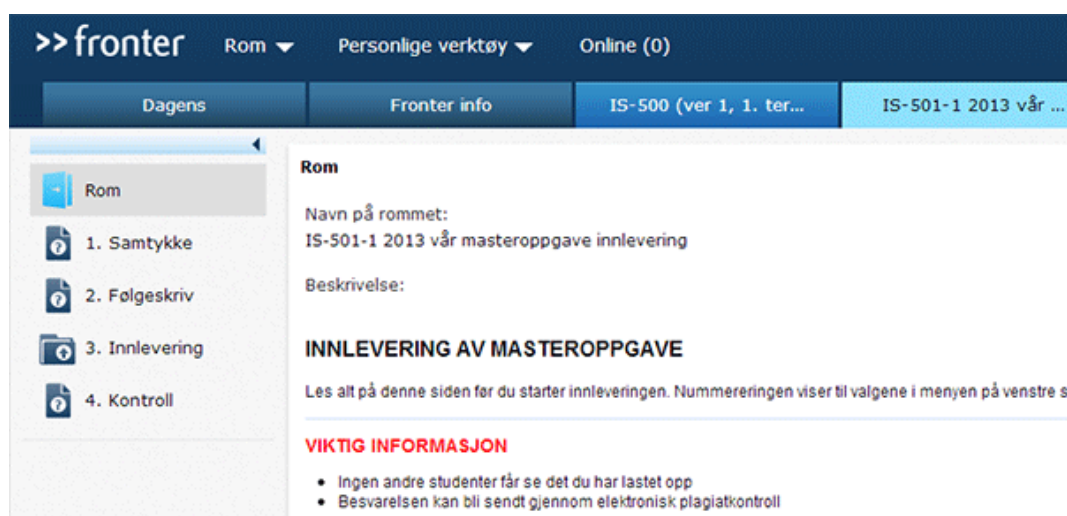 >> fronter Rom Personlige verktøy Online (0)
Dagens Fronter info IS-500 (ver 1, 1. ter... IS-501-1 2013 vår ...
Rom
1. Samtykke
2. Følgeskriv
3. Innlevering
4. Kontroll
Rom
Navn på rommet:
IS-501-1 2013 vår masteroppgave innlevering
Beskrivelse:
INNLEVERING AV MASTEROPPGAVE
Les alt på denne siden før du starter innleveringen. Nummereringen viser til valgene i menyen på venstre s
VIKTIG INFORMASJON
• Ingen andre studenter får se det du har lastet opp
• Besvarelsen kan bli sendt gjennom elektronisk plagiatkontroll